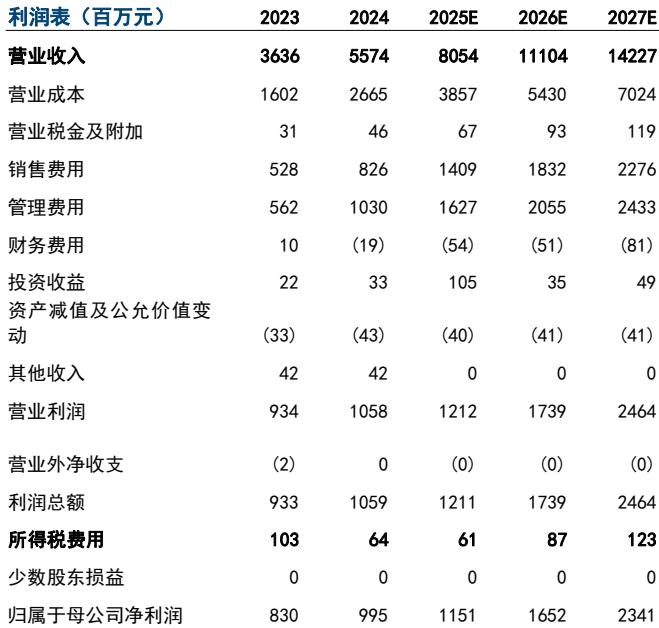 利润表（百万元） 2023 2024 2025E 2026E 2027E
营业收入 3636 5574 8054 11104 14227
营业成本 1602 2665 3857 5430 7024
营业税金及附加 31 46 67 93 119
销售费用 528 826 1409 1832 2276
管理费用 562 1030 1627 2055 2433
财务费用 10 (19) (54) (51) (81)
投资收益 22 33 105 35 49
资产减值及公允价值变
动 (33) (43) (40) (41) (41)
其他收入 42 42 0 0 0
营业利润 934 1058 1212 1739 2464
营业外净收支 (2) 0 (0) (0) (0)
利润总额 933 1059 1211 1739 2464
所得税费用 103 64 61 87 123
少数股东损益 0 0 0 0 0
归属于母公司净利润 830 995 1151 1652 2341